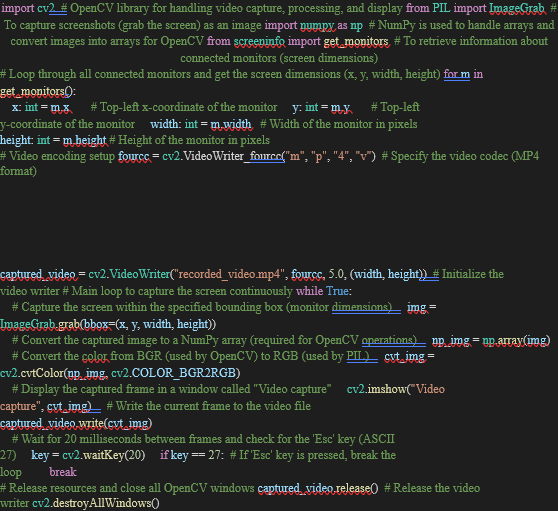 import cv2  # OpenCV library for handling video capture, processing, and display from PIL import ImageGrab  #
To capture screenshots (grab the screen) as an image import numpy as np  # NumPy is used to handle arrays and
convert images into arrays for OpenCV from screeninfo import get_monitors  # To retrieve information about
connected monitors (screen dimensions)
# Loop through all connected monitors and get the screen dimensions (x, y, width, height) for m in
get_monitors():
    x: int = m.x      # Top-left x-coordinate of the monitor     y: int = m.y      # Top-left
y-coordinate of the monitor     width: int = m.width  # Width of the monitor in pixels
height: int = m.height # Height of the monitor in pixels
# Video encoding setup fourcc = cv2.VideoWriter_fourcc("m", "p", "4", "v")  # Specify the video codec (MP4
format)
captured_video = cv2.VideoWriter("recorded_video.mp4", fourcc, 5.0, (width, height))  # Initialize the
video writer # Main loop to capture the screen continuously while True:
    # Capture the screen within the specified bounding box (monitor dimensions)    img =
ImageGrab.grab(bbox=(x, y, width, height))
    # Convert the captured image to a NumPy array (required for OpenCV operations)    np_img = np.array(img)
    # Convert the color from BGR (used by OpenCV) to RGB (used by PIL)    cvt_img =
cv2.cvtColor(np_img, cv2.COLOR_BGR2RGB)
    # Display the captured frame in a window called "Video capture"     cv2.imshow("Video
capture", cvt_img)    # Write the current frame to the video file
captured_video.write(cvt_img)
    # Wait for 20 milliseconds between frames and check for the 'Esc' key (ASCII
27)     key = cv2.waitKey(20)     if key == 27:  # If 'Esc' key is pressed, break the
loop         break
# Release resources and close all OpenCV windows captured_video.release()  # Release the video
writer cv2.destroyAllWindows()